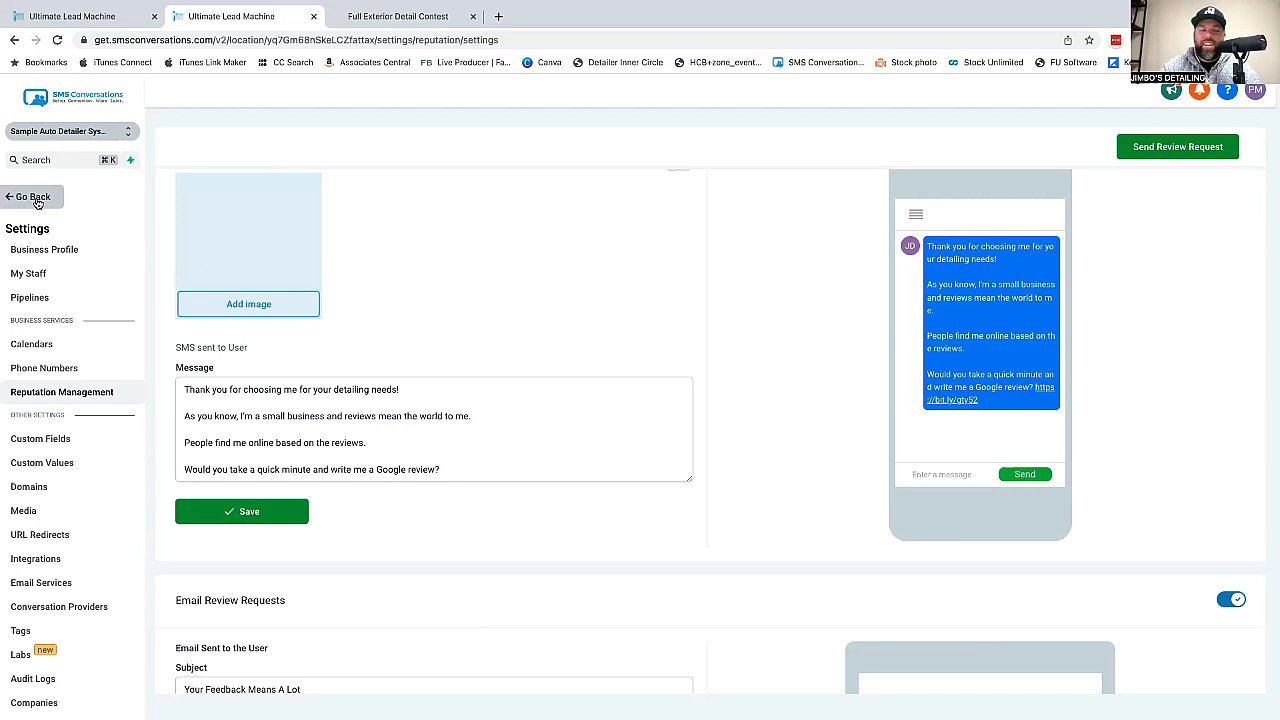 Ultimate Lead Machine
Ultimate Lead Machine
Full Exterior Detail Contest
get.smsconversations.com/v2/location/yq7Gm68nSkeLCZfattax/settings/reputation/settings
Bookmarks
iTunes Connect
iTunes Link Maker
CC Search
Associates Central
Live Producer | Fa...
Canva
Detailer Inner Circle
HCB+zone_event...
SMS Conversation...
Stock photo
Stock Unlimited
FU Software
JIMBO'S DETAILING
SMS Conversations
Better Connection. More Sales.
PM
Sample Auto Detailer Sys...
Search
⌘ K
Send Review Request
Go Back
Settings
Business Profile
My Staff
Pipelines
BUSINESS SERVICES
Calendars
Phone Numbers
Reputation Management
OTHER SETTINGS
Custom Fields
Custom Values
Domains
Media
URL Redirects
Integrations
Email Services
Conversation Providers
Tags
Labs new
Audit Logs
Companies
Add image
SMS sent to User
Message
Thank you for choosing me for your detailing needs!
As you know, I'm a small business and reviews mean the world to me.
People find me online based on the reviews.
Would you take a quick minute and write me a Google review?
Save
JD
Thank you for choosing me for yo
ur detailing needs!
As you know, I'm a small business
and reviews mean the world to m
e.
People find me online based on th
e reviews.
Would you take a quick minute an
d write me a Google review? https
://bit.ly/gty52
Enter a message
Send
Email Review Requests
Email Sent to the User
Subject
Your Feedback Means A Lot